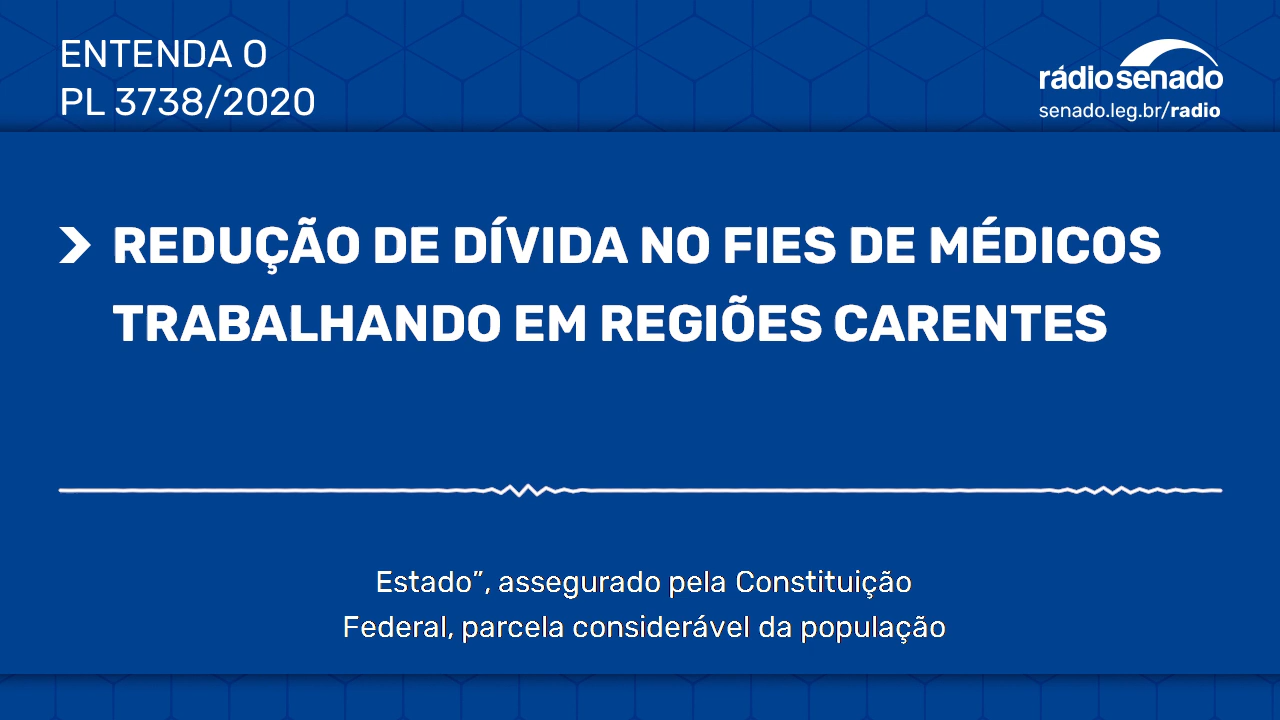 ENTENDA O
PL 3738/2020
rádio senado
senado.leg.br/radio
REDUÇÃO DE DÍVIDA NO FIES DE MÉDICOS
TRABALHANDO EM REGIÕES CARENTES
Estado”, assegurado pela Constituição
Federal, parcela considerável da população